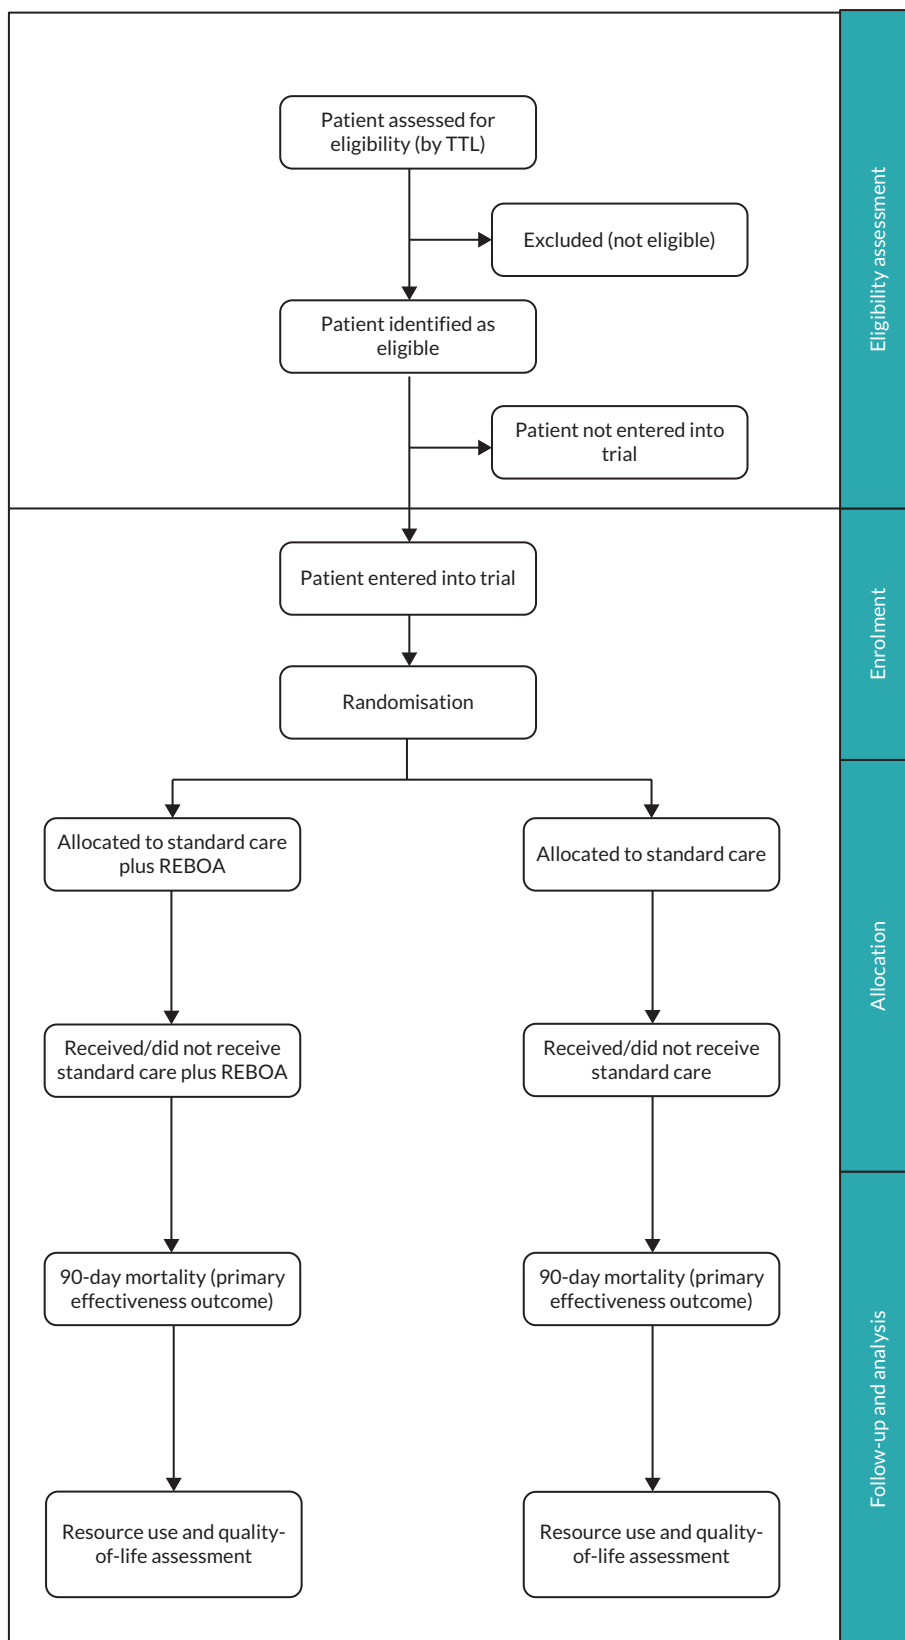 Patient assessed for
eligibility (by TTL)
Excluded (not eligible)
Patient identified as
eligible
Patient not entered into
trial
Eligibility assessment
Patient entered into trial
Randomisation
Enrolment
Allocated to standard care
plus REBOA
Allocated to standard care
Received/did not receive
standard care plus REBOA
Received/did not receive
standard care
Allocation
90-day mortality (primary
effectiveness outcome)
90-day mortality (primary
effectiveness outcome)
Resource use and quality-
of-life assessment
Resource use and quality-
of-life assessment
Follow-up and analysis